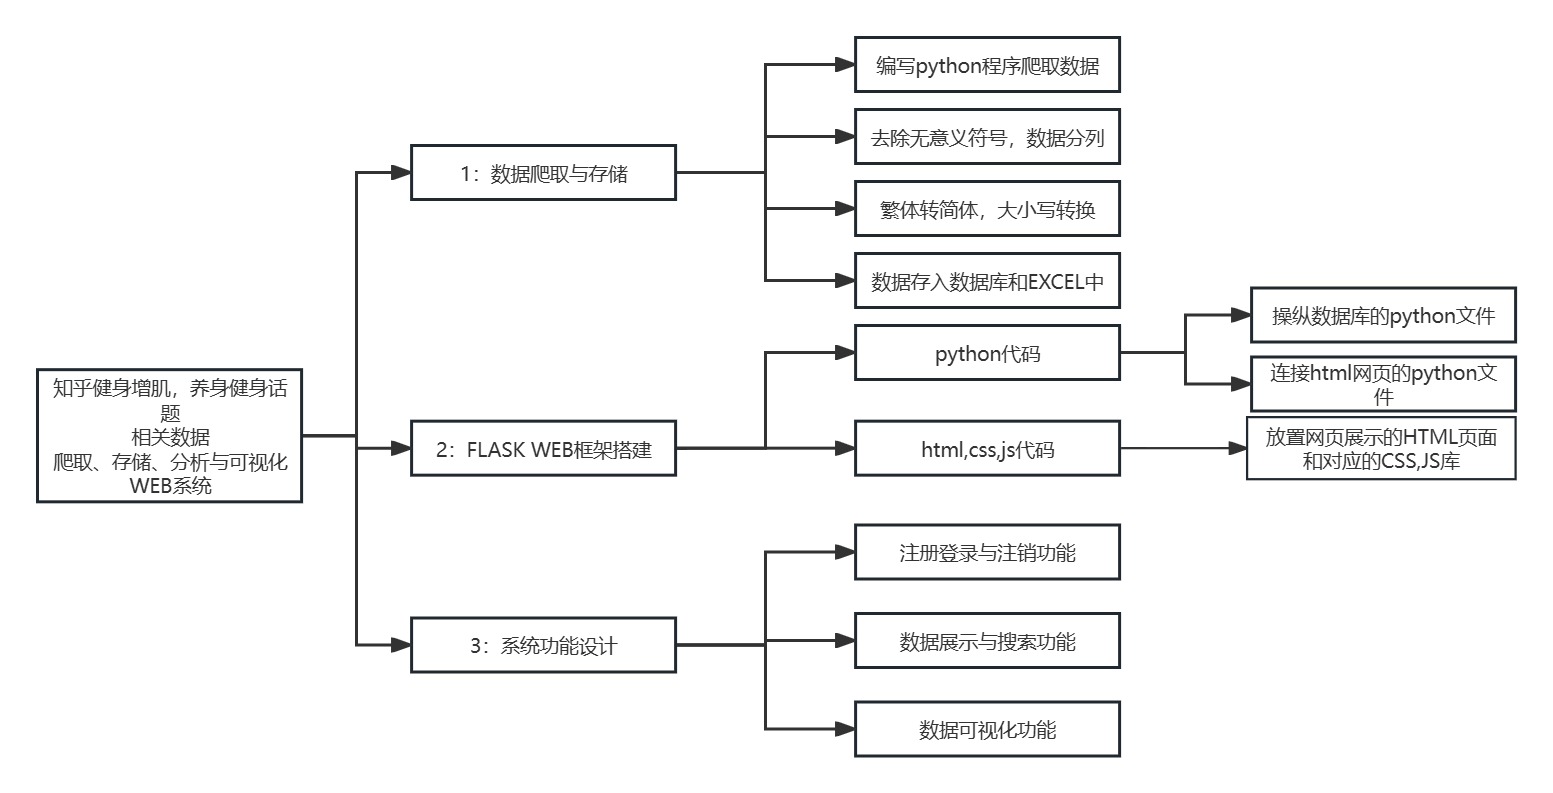 知乎健身增肌，养身健身话
题
相关数据
爬取、存储、分析与可视化
WEB系统
1：数据爬取与存储
编写python程序爬取数据
去除无意义符号，数据分列
繁体转简体，大小写转换
数据存入数据库和EXCEL中
2：FLASK WEB框架搭建
python代码
操纵数据库的python文件
连接html网页的python文
件
html,css,js代码
放置网页展示的HTML页面
和对应的CSS,JS库
3：系统功能设计
注册登录与注销功能
数据展示与搜索功能
数据可视化功能